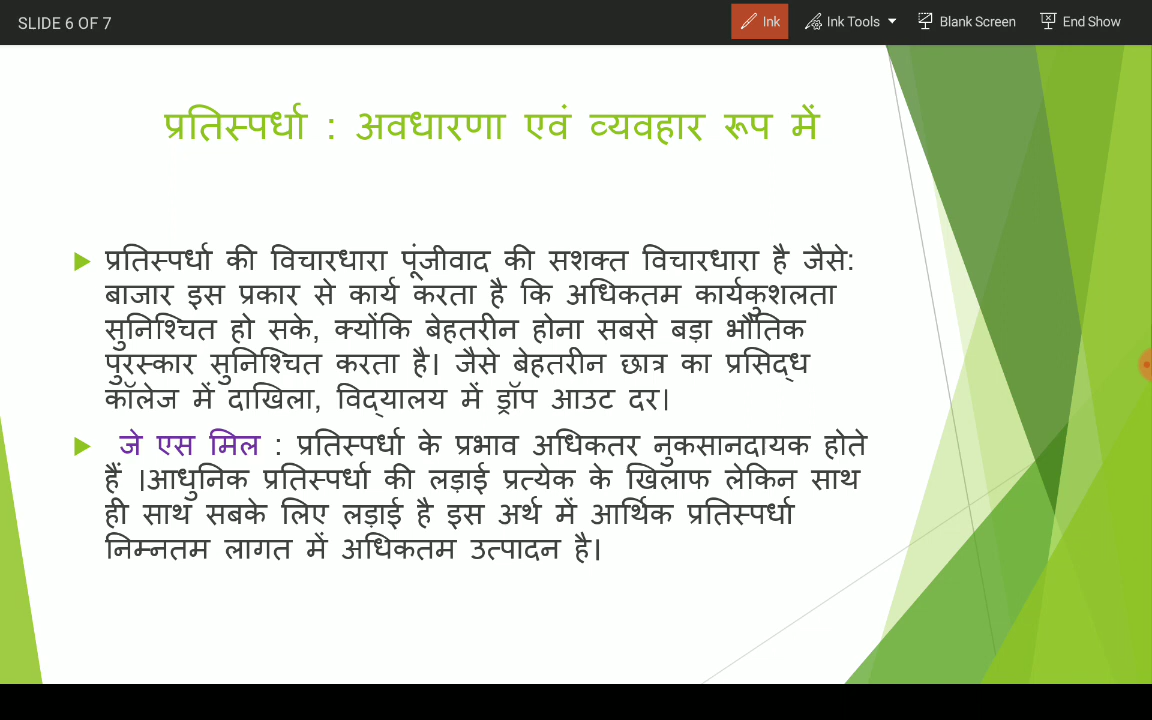 SLIDE 6 OF 7
Ink
Ink Tools
Blank Screen
End Show
प्रतिस्पर्धा : अवधारणा एवं व्यवहार रूप में
प्रतिस्पर्धा की विचारधारा पूंजीवाद की सशक्त विचारधारा है जैसे:
बाजार इस प्रकार से कार्य करता है कि अधिकतम कार्यकुशलता
सुनिश्चित हो सके, क्योंकि बेहतरीन होना सबसे बड़ा भौतिक
पुरस्कार सुनिश्चित करता है। जैसे बेहतरीन छात्र का प्रसिद्ध
कॉलेज में दाखिला, विद्यालय में ड्रॉप आउट दर।
जे एस मिल : प्रतिस्पर्धा के प्रभाव अधिकतर नुकसानदायक होते
हैं ।आधुनिक प्रतिस्पर्धा की लड़ाई प्रत्येक के खिलाफ लेकिन साथ
ही साथ सबके लिए लड़ाई है इस अर्थ में आर्थिक प्रतिस्पर्धा
निम्नतम लागत में अधिकतम उत्पादन है।